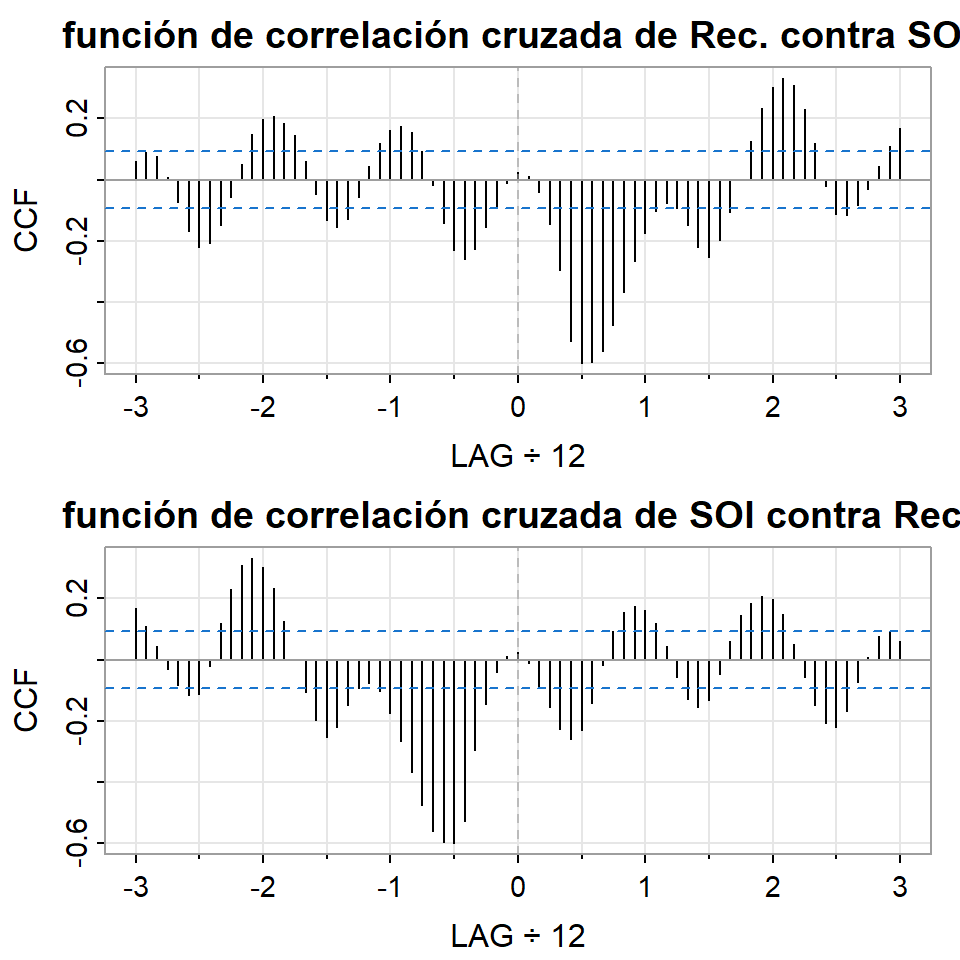 función de correlación cruzada de Rec. contra SO
0.2
-0.2
-0.6
CCF
-3 -2 -1 0 1 2 3
LAG ÷ 12
función de correlación cruzada de SOI contra Rec
0.2
-0.2
-0.6
CCF
-3 -2 -1 0 1 2 3
LAG ÷ 12